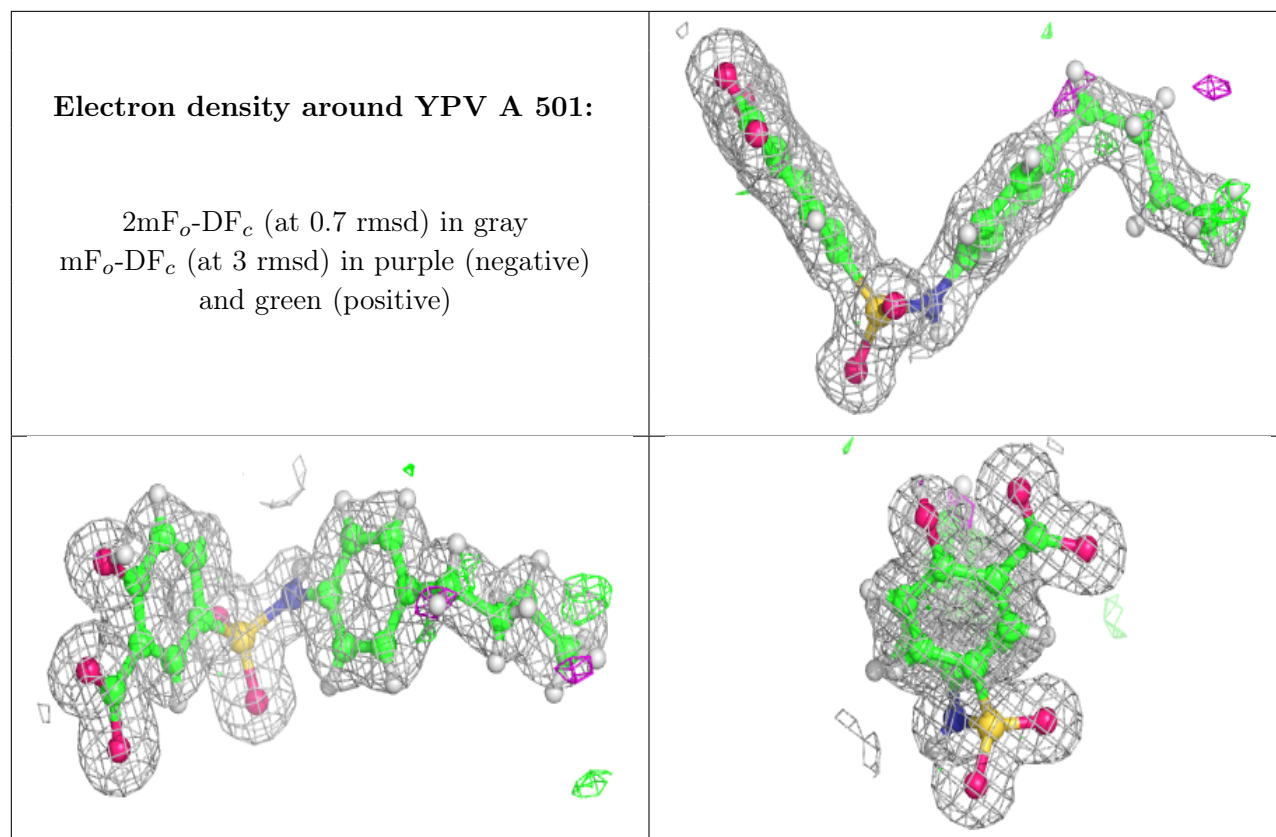 Electron density around YPV A 501:
2mFo-DFc (at 0.7 rmsd) in gray
mFo-DFc (at 3 rmsd) in purple (negative)
and green (positive)